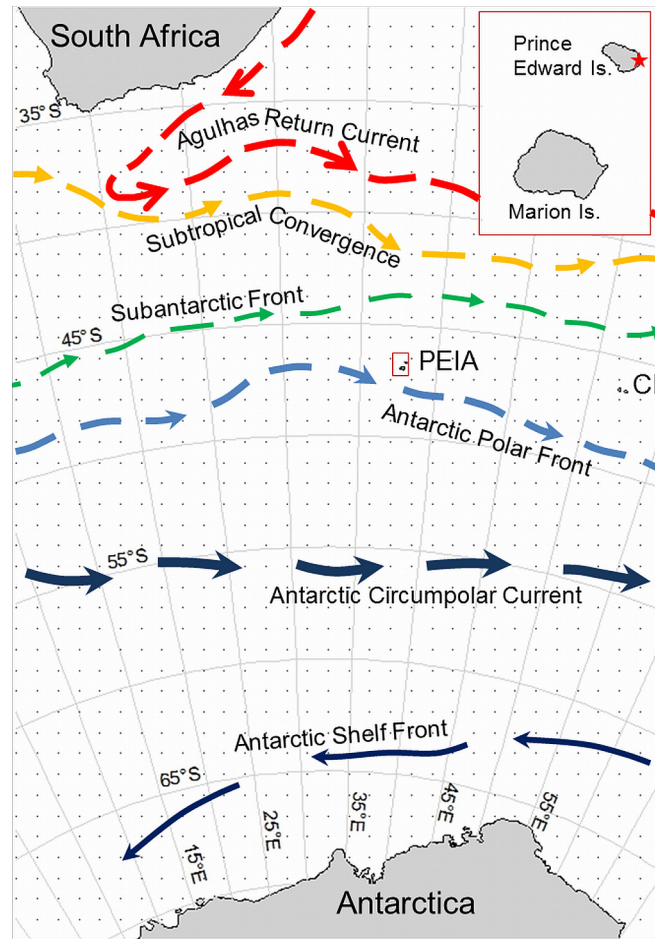 South Africa
Prince
Edward Is.
Marion Is.
35°S
Agulhas Return Current
Subtropical Convergence
Subantarctic Front
45°S
PEIA
CI
Antarctic Polar Front
55°S
Antarctic Circumpolar Current
Antarctic Shelf Front
65°S
15°E
25°E
35°E
45°E
55°E
Antarctica